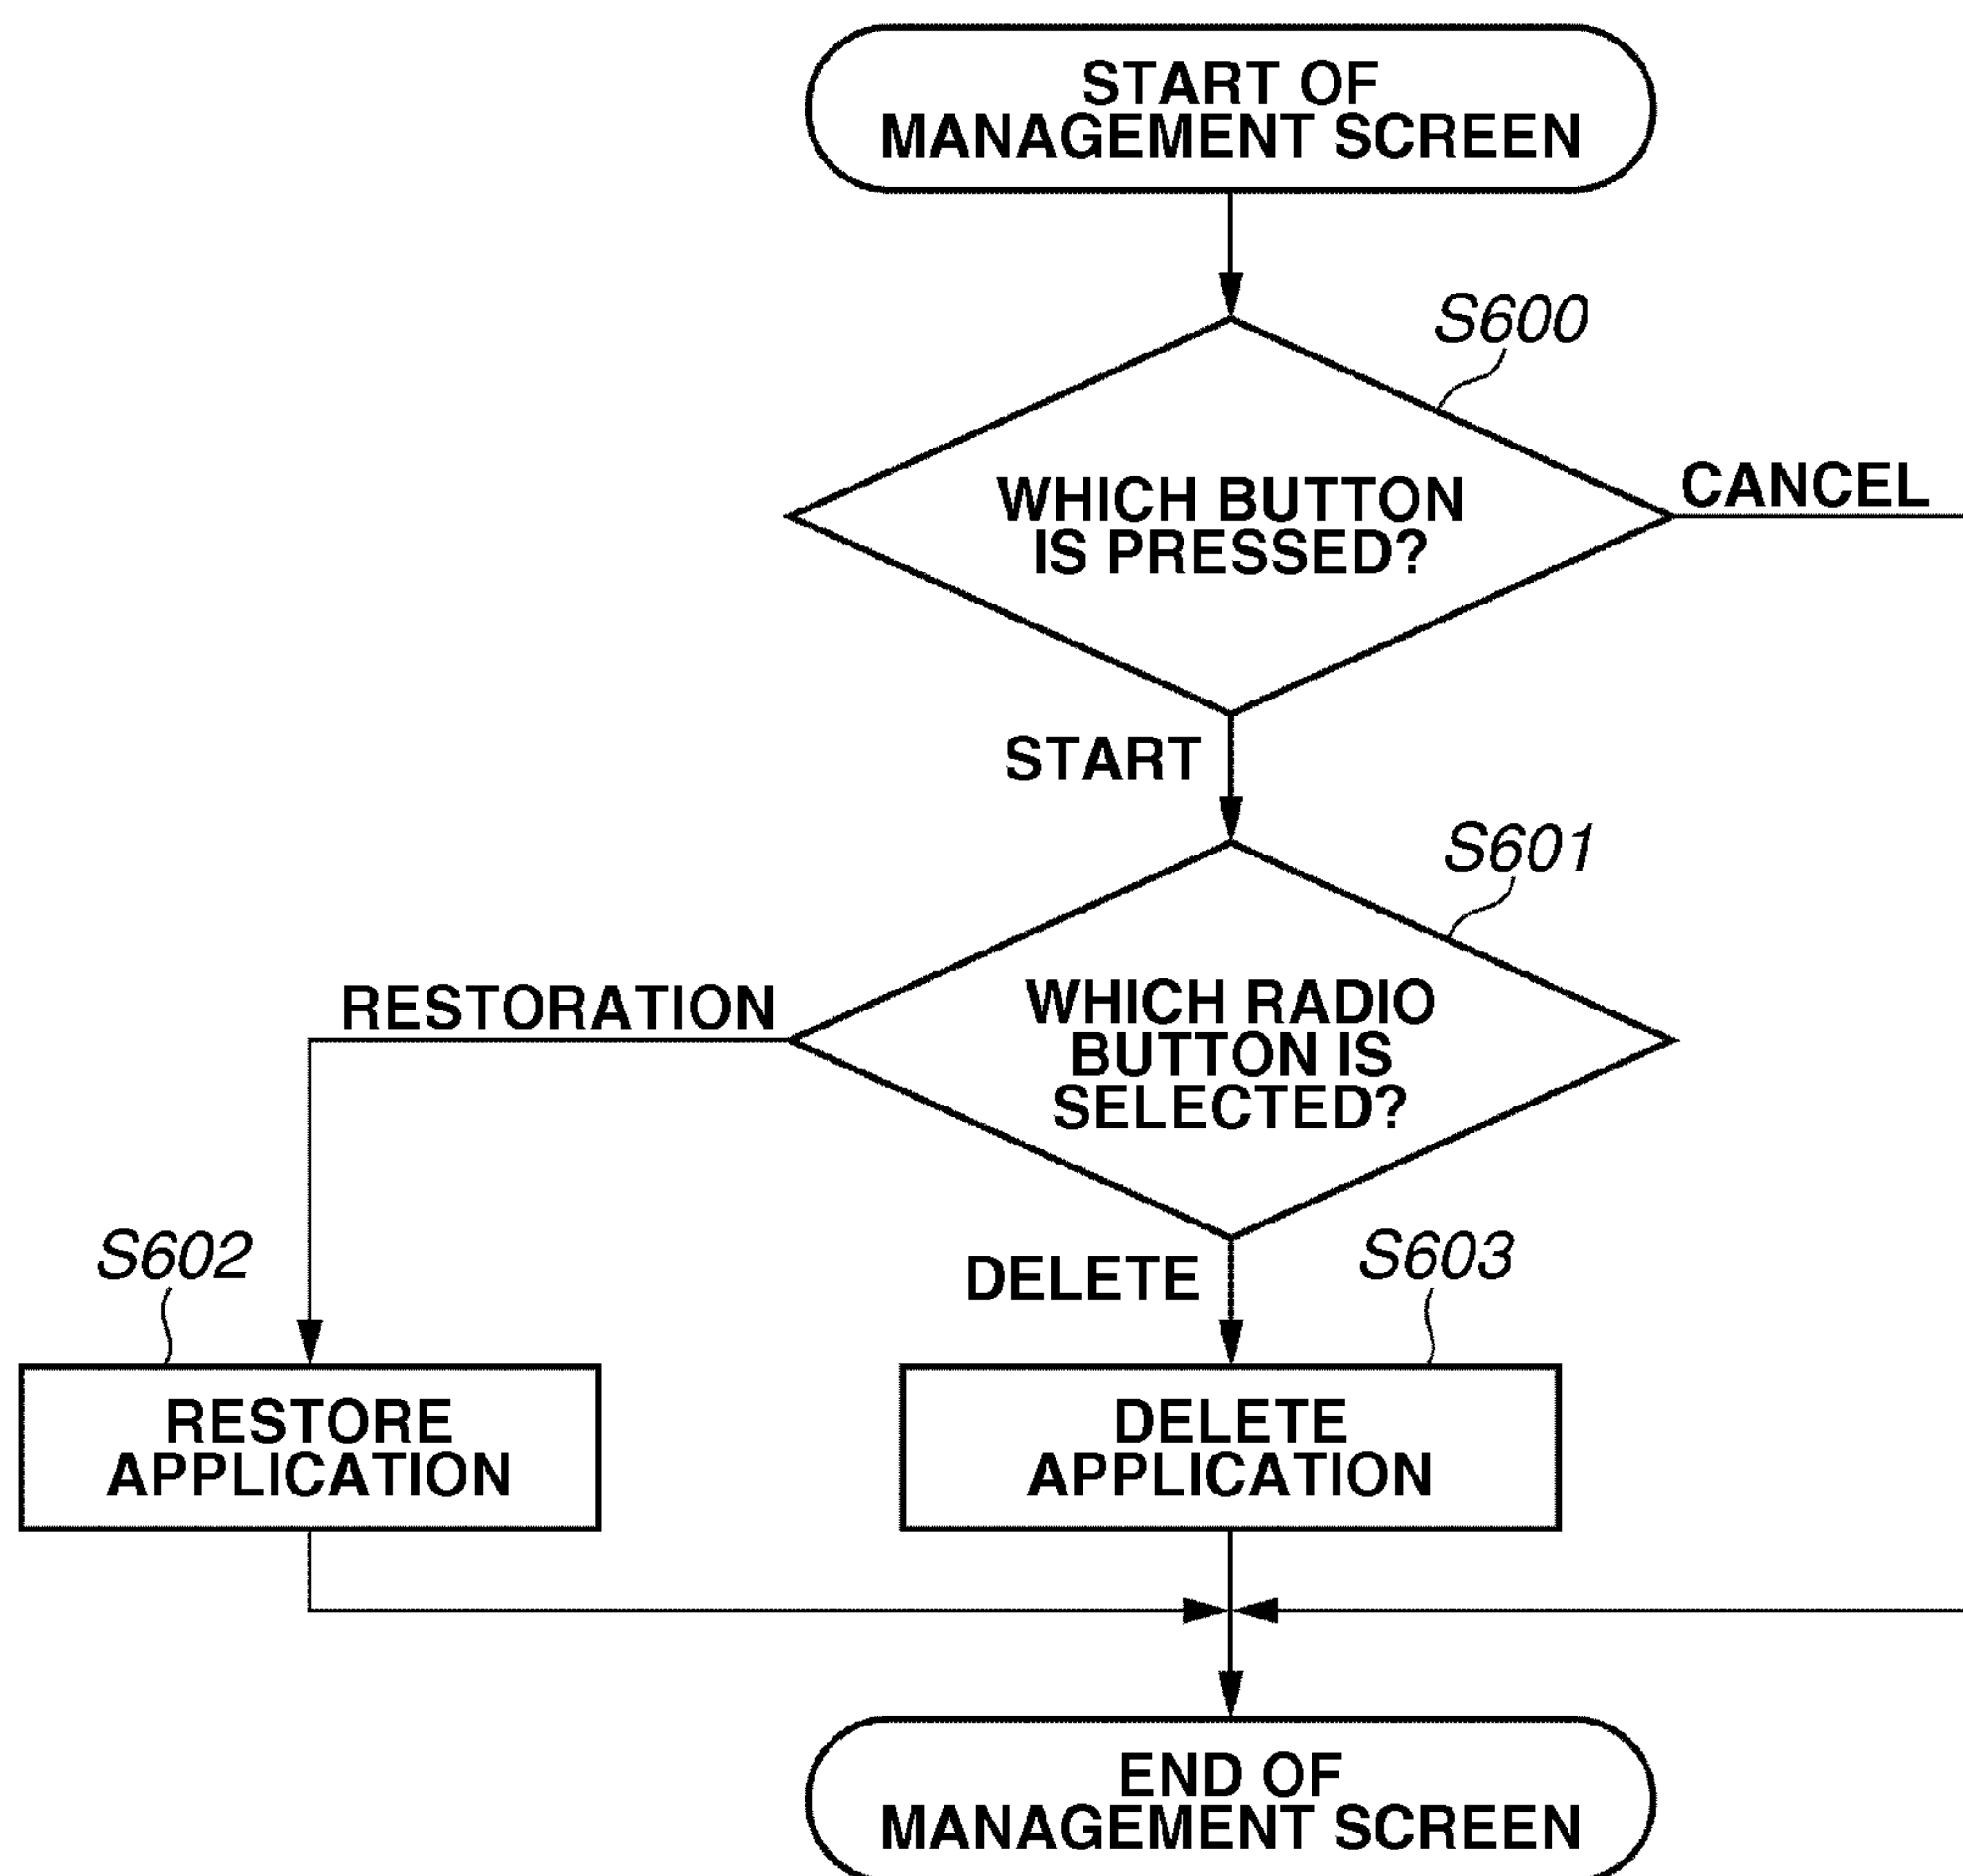 START OF
MANAGEMENT SCREEN
S600
WHICH BUTTON
IS PRESSED?
CANCEL
START
S601
WHICH RADIO
BUTTON IS
SELECTED?
RESTORATION
S602
DELETE
S603
RESTORE
APPLICATION
DELETE
APPLICATION
END OF
MANAGEMENT SCREEN